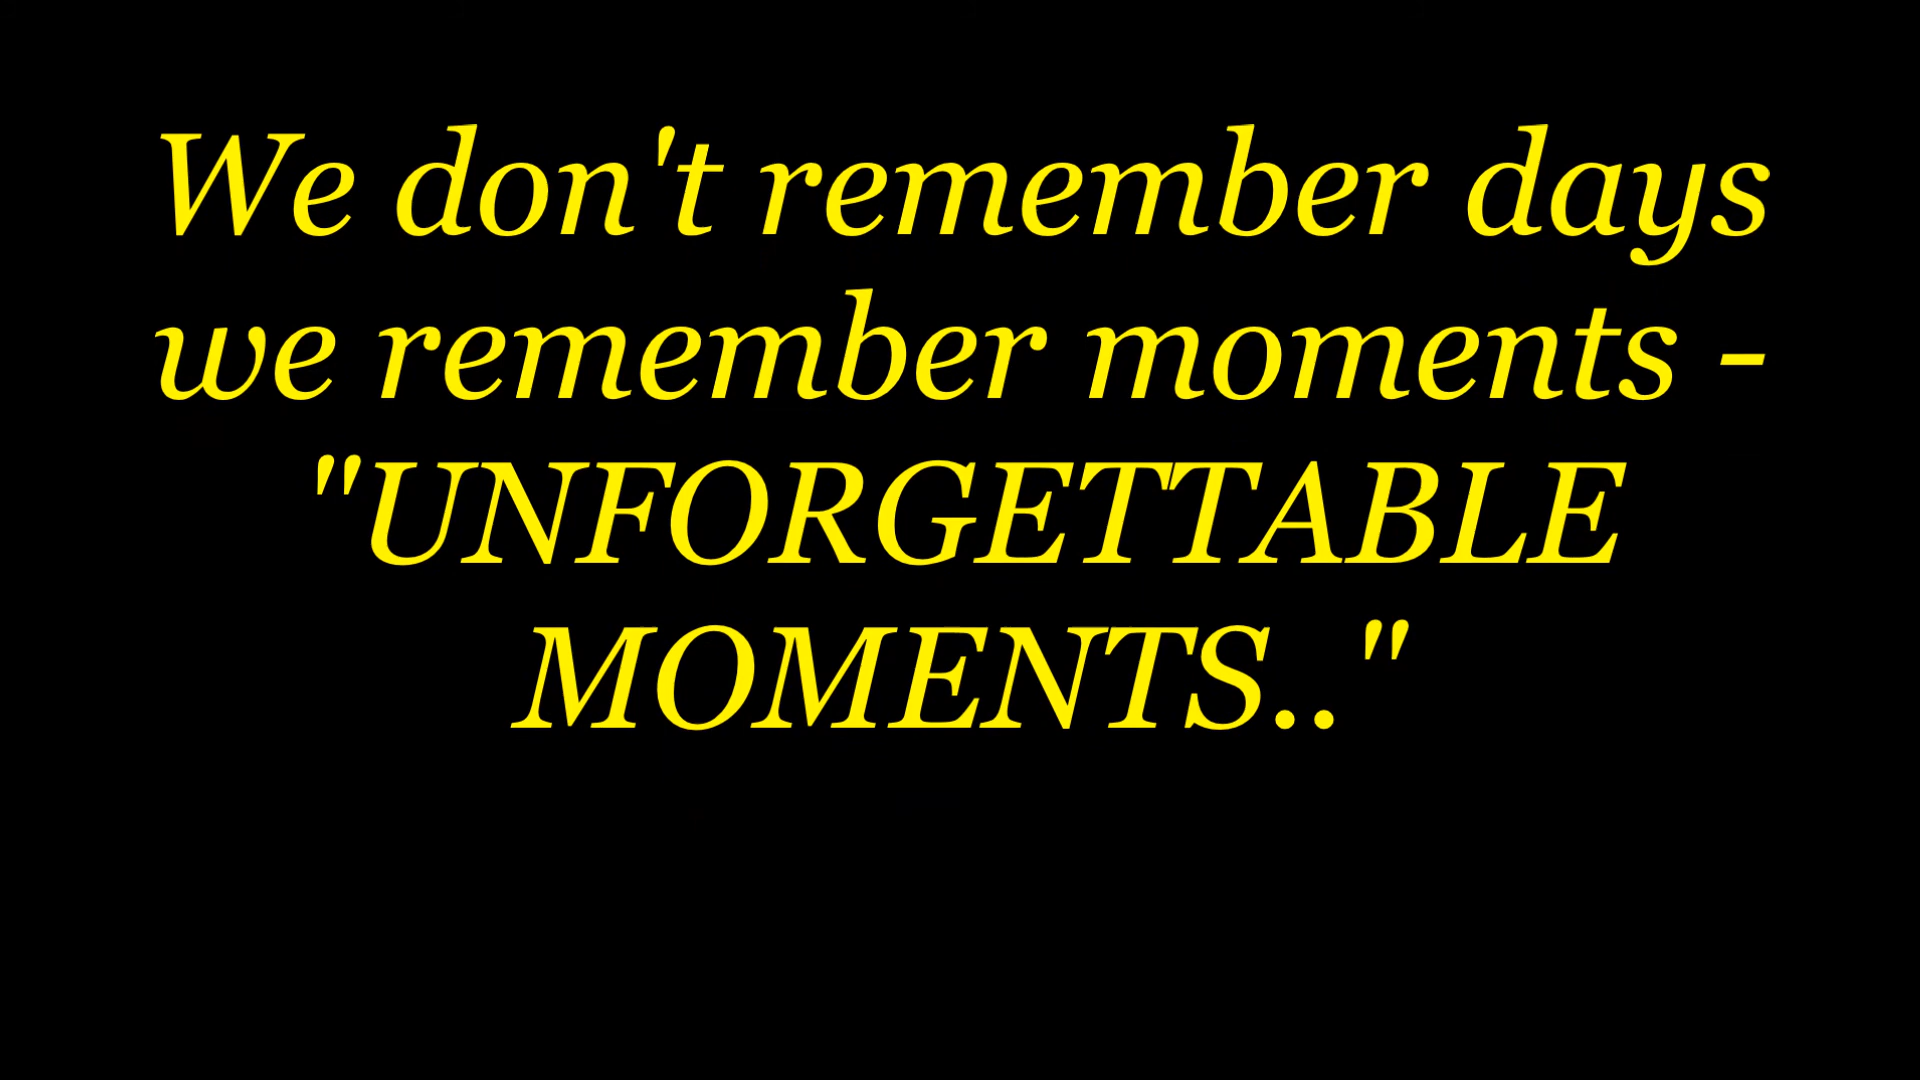 We don't remember days
we remember moments -
"UNFORGETTABLE
MOMENTS.."